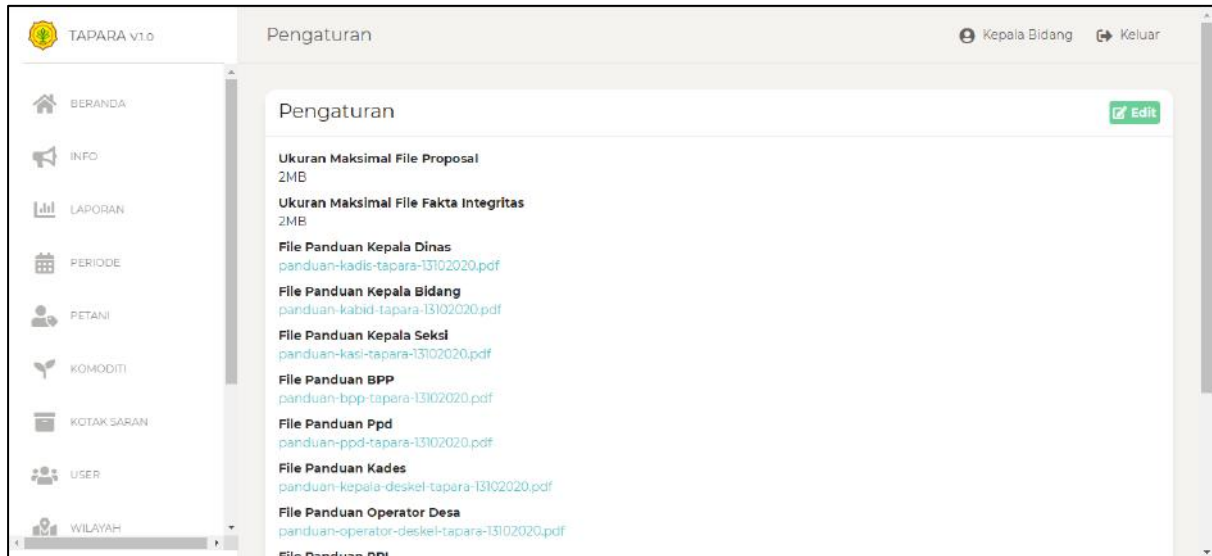 TAPARA V1.0
Pengaturan
Kepala Bidang
Keluar
BERANDA
INFO
LAPORAN
PERIODE
PETANI
KOMODITI
KOTAK SARAN
USER
WILAYAH
Pengaturan
Edit
Ukuran Maksimal File Proposal
2MB
Ukuran Maksimal File Fakta Integritas
2MB
File Panduan Kepala Dinas
panduan-kadis-tapara-13102020.pdf
File Panduan Kepala Bidang
panduan-kabid-tapara-13102020.pdf
File Panduan Kepala Seksi
panduan-kasi-tapara-13102020.pdf
File Panduan BPP
panduan-bpp-tapara-13102020.pdf
File Panduan Ppd
panduan-ppd-tapara-13102020.pdf
File Panduan Kades
panduan-kepala-deskel-tapara-13102020.pdf
File Panduan Operator Desa
panduan-operator-deskel-tapara-13102020.pdf
File Panduan PPL